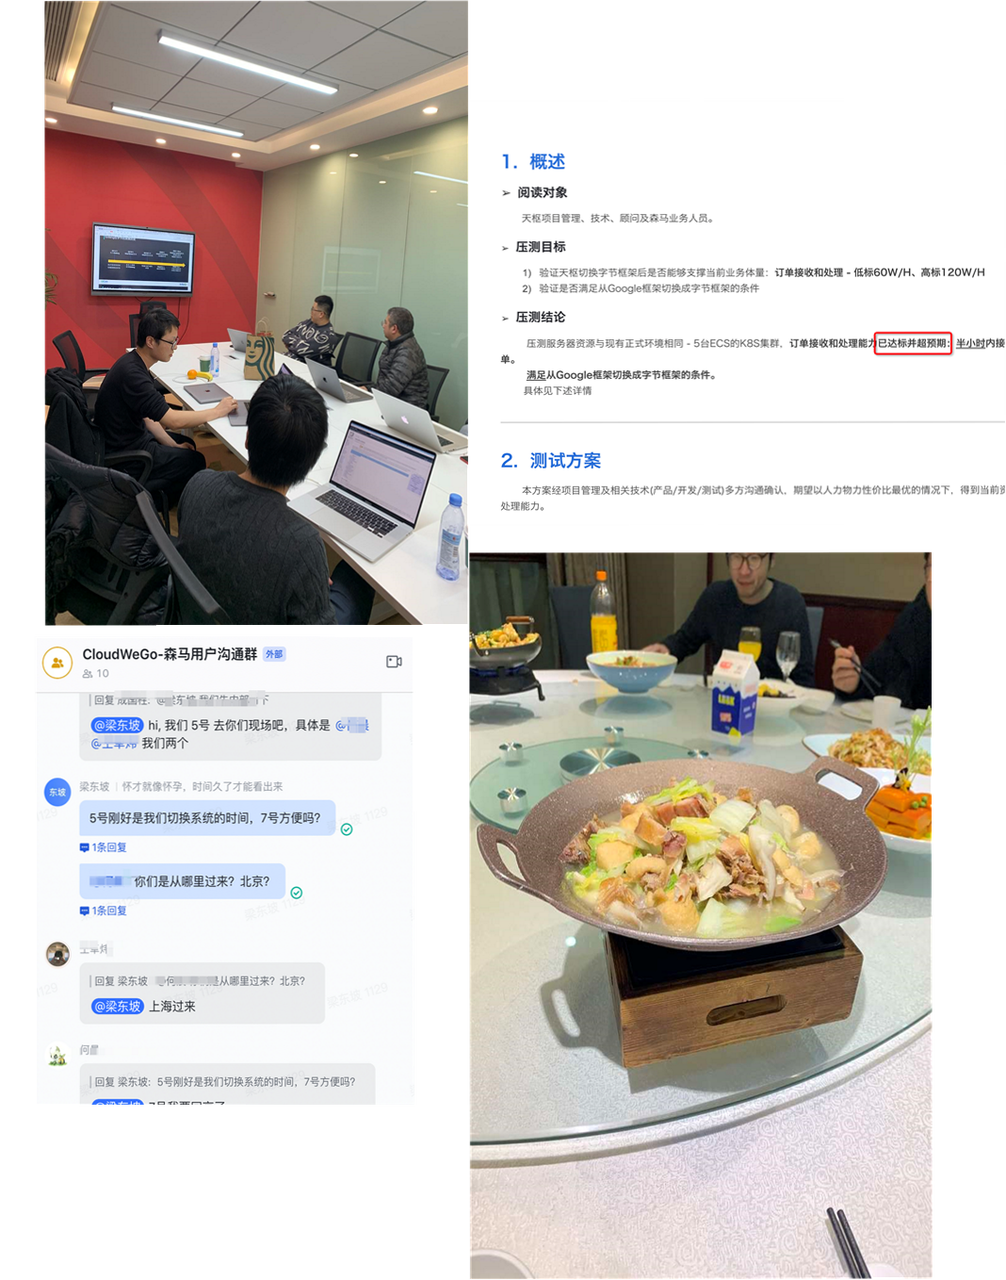 1. 概述
➢ 阅读对象
天枢项目管理、技术、顾问及森马业务人员。
➢ 压测目标
1) 验证天枢切换字节框架后是否能够支撑当前业务体量：订单接收和处理 - 低标60W/H、高标120W/H
2) 验证是否满足从Google框架切换成字节框架的条件
➢ 压测结论
压测服务器资源与现有正式环境相同 - 5台ECS的K8S集群、订单接收和处理能力已达标并超预期：半小时内接
单。
满足从Google框架切换成字节框架的条件。
具体见下述详情
2. 测试方案
本方案经项目管理及相关技术(产品/开发/测试)多方沟通确认，期望以人力物力性价比最优的情况下，得到当前资
处理能力。
CloudWeGo-森马用户沟通群 外部
10
@梁东坡 hi, 我们 5号 去你们现场吧，具体是
我们两个
东坡
梁东坡 | 怀才就像怀孕，时间久了才能看出来
5号刚好是我们切换系统的时间，7号方便吗?
1条回复
你们是从哪里过来? 北京?
1条回复
回复 梁东坡 是从哪里过来? 北京?
@梁东坡 上海过来
回复 梁东坡: 5号刚好是我们切换系统的时间，7号方便吗?
梁东坡 1129